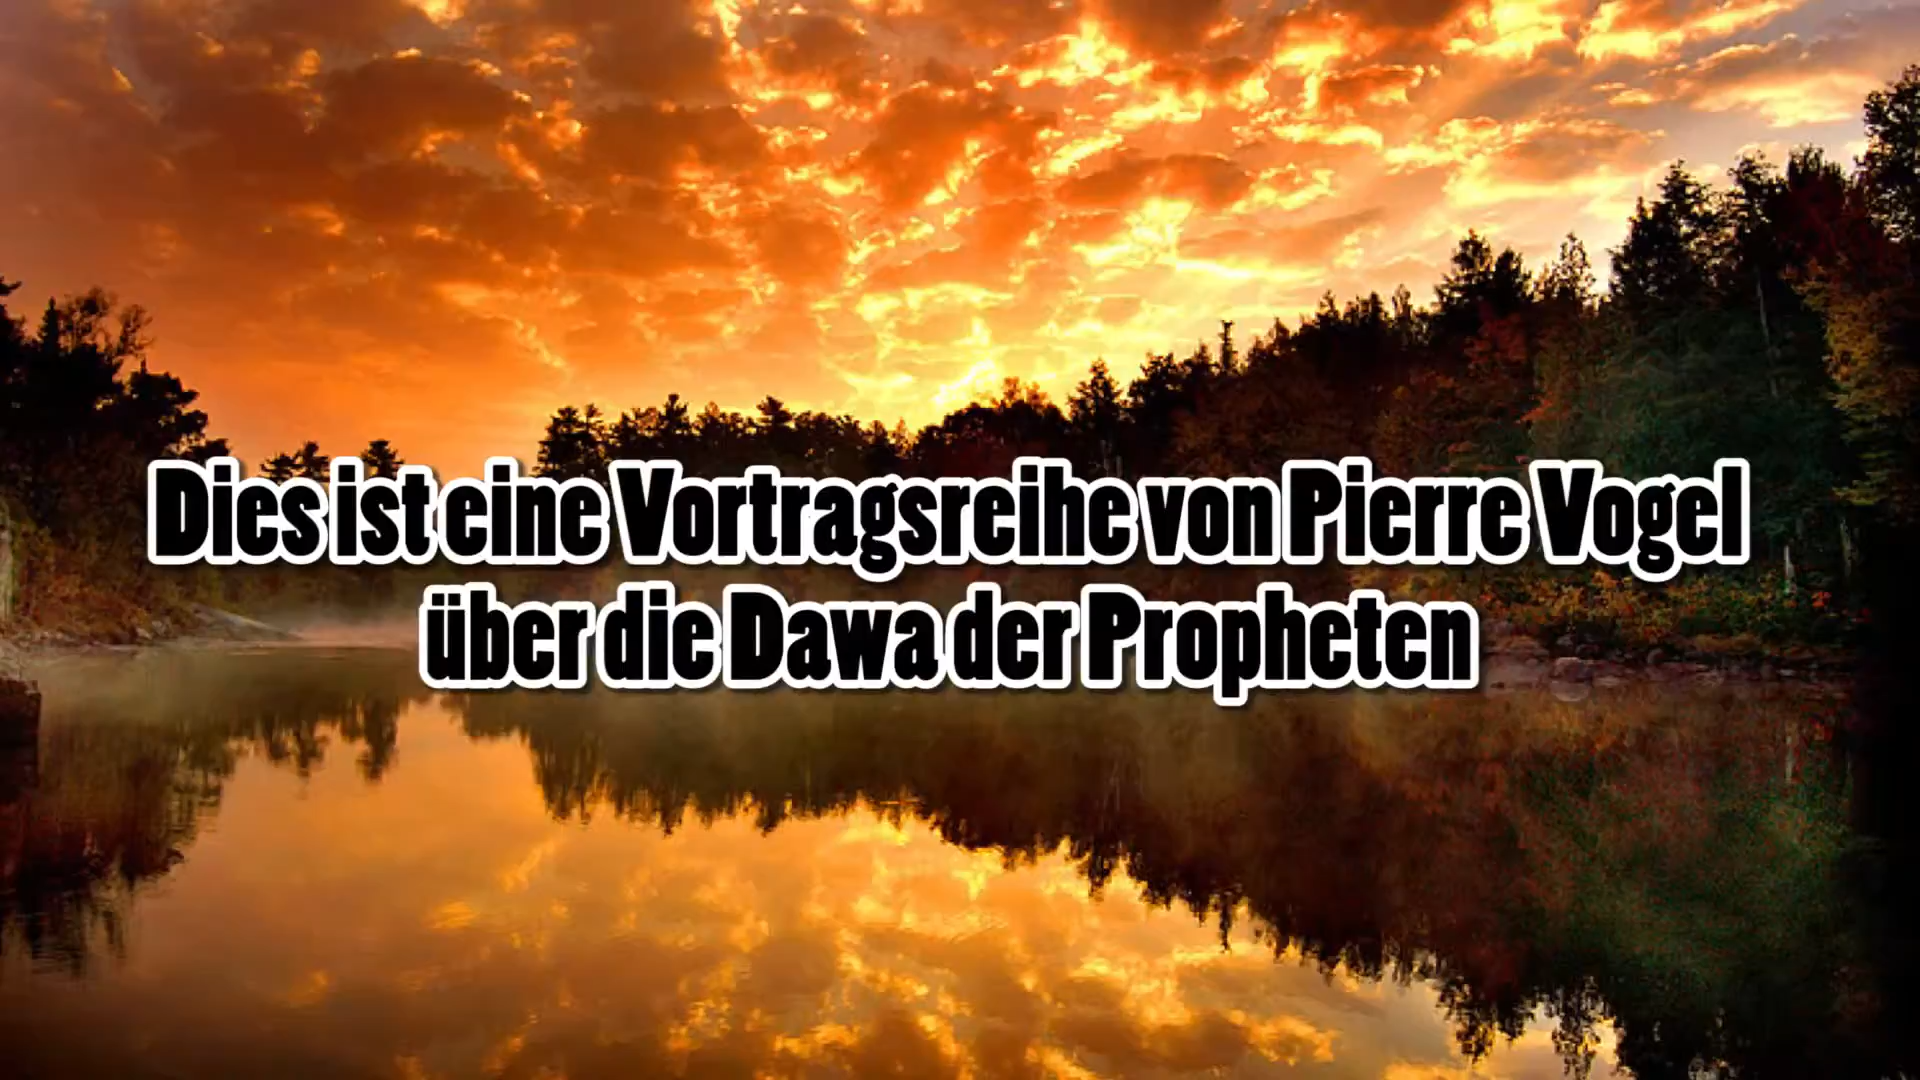 Dies ist eine Vortragsreihe von Pierre Vogel
über die Dawa der Propheten